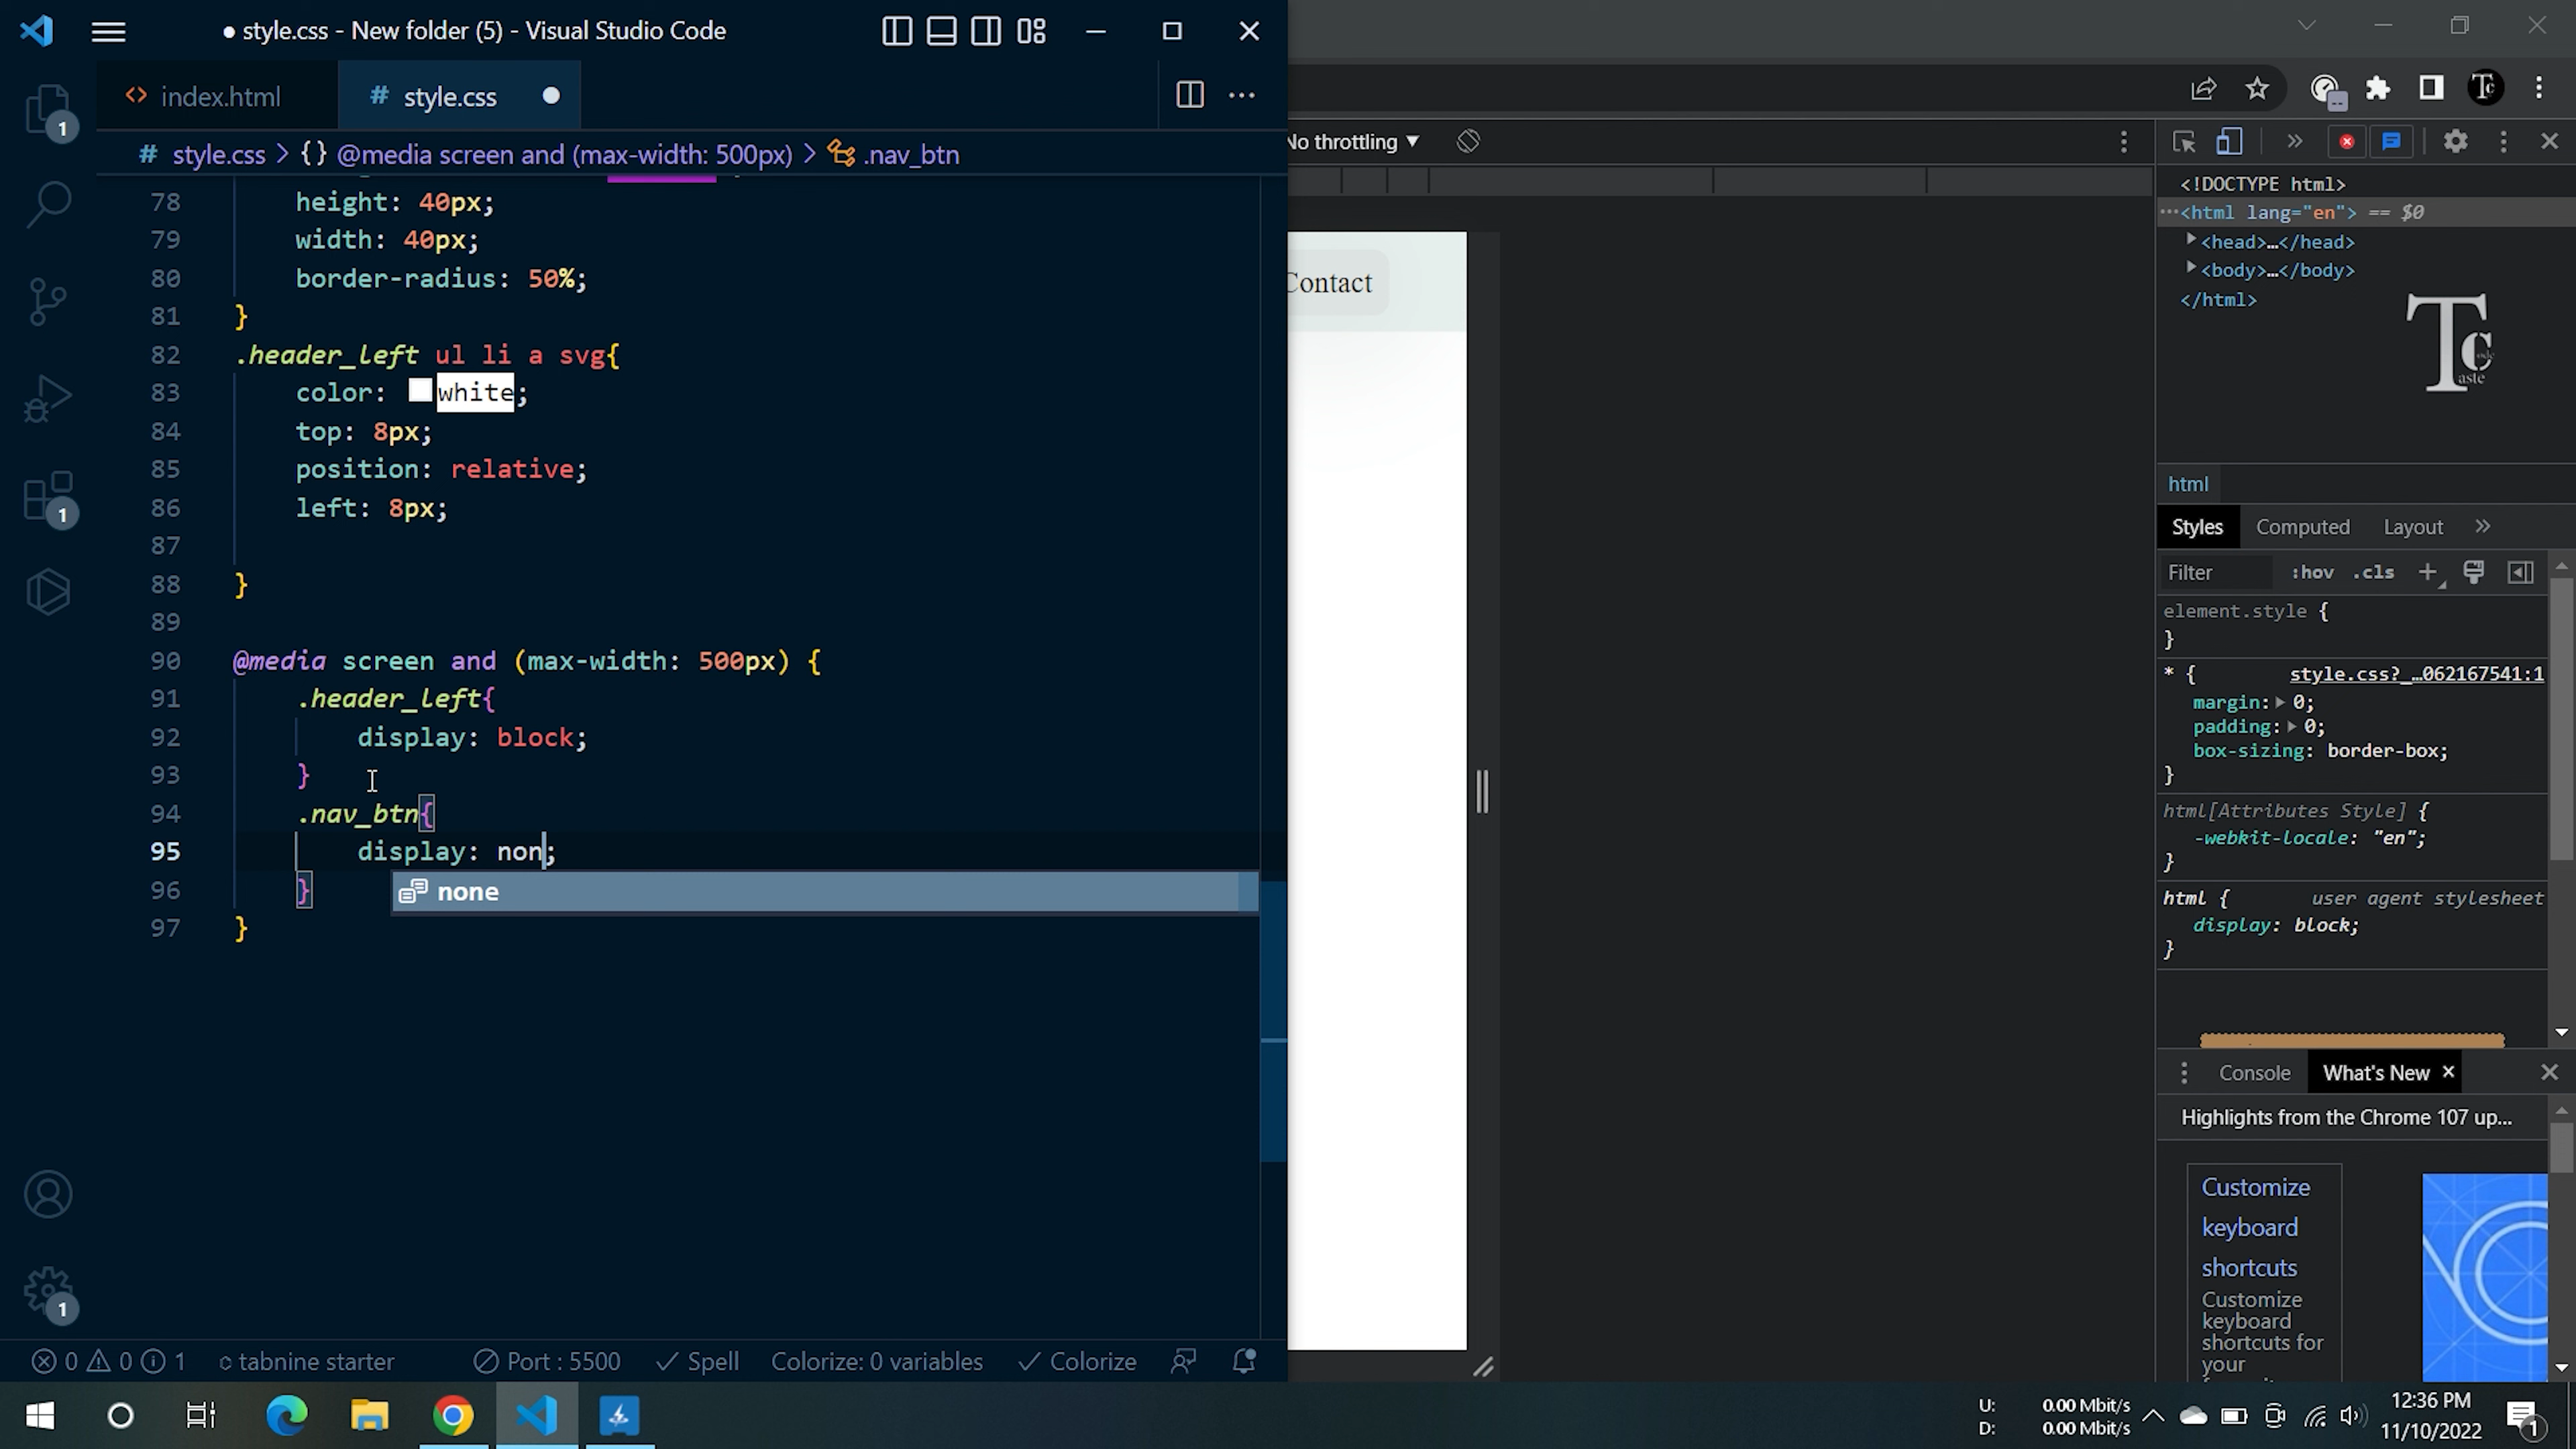 ● style.css - New folder (5) - Visual Studio Code
<> index.html
# style.css ●
# style.css > {} @media screen and (max-width: 500px) > .nav_btn
78 height: 40px;
79 width: 40px;
80 border-radius: 50%;
81 }
82 .header_left ul li a svg{
83 color: white;
84 top: 8px;
85 position: relative;
86 left: 8px;
87
88 }
89
90 @media screen and (max-width: 500px) {
91 .header_left{
92 display: block;
93 }
94 .nav_btn{
95 display: non;
96 }
none
97 }
1
1
1
0 0 1 tabnine starter Port : 5500 Spell Colorize: 0 variables Colorize
No throttling ▼
Contact
<!DOCTYPE html>
…<html lang="en"> == $0
<head>…</head>
<body>…</body>
</html>
Tc
ode
aste
html
Styles Computed Layout »
Filter :hov .cls +
element.style {
}
* { style.css?_…062167541:1
margin: 0;
padding: 0;
box-sizing: border-box;
}
html[Attributes Style] {
-webkit-locale: "en";
}
html { user agent stylesheet
display: block;
}
Console What's New ×
Highlights from the Chrome 107 up...
Customize
keyboard
shortcuts
Customize
keyboard
shortcuts for
your
U: 0.00 Mbit/s
D: 0.00 Mbit/s
12:36 PM
11/10/2022
1